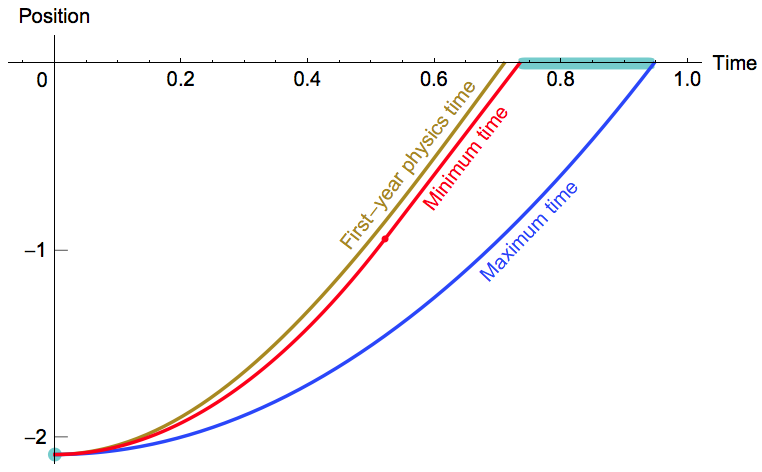 Position
Time
0
0.2
0.4
0.6
0.8
1.0
First−year physics time
Minimum time
Maximum time
−1
−2